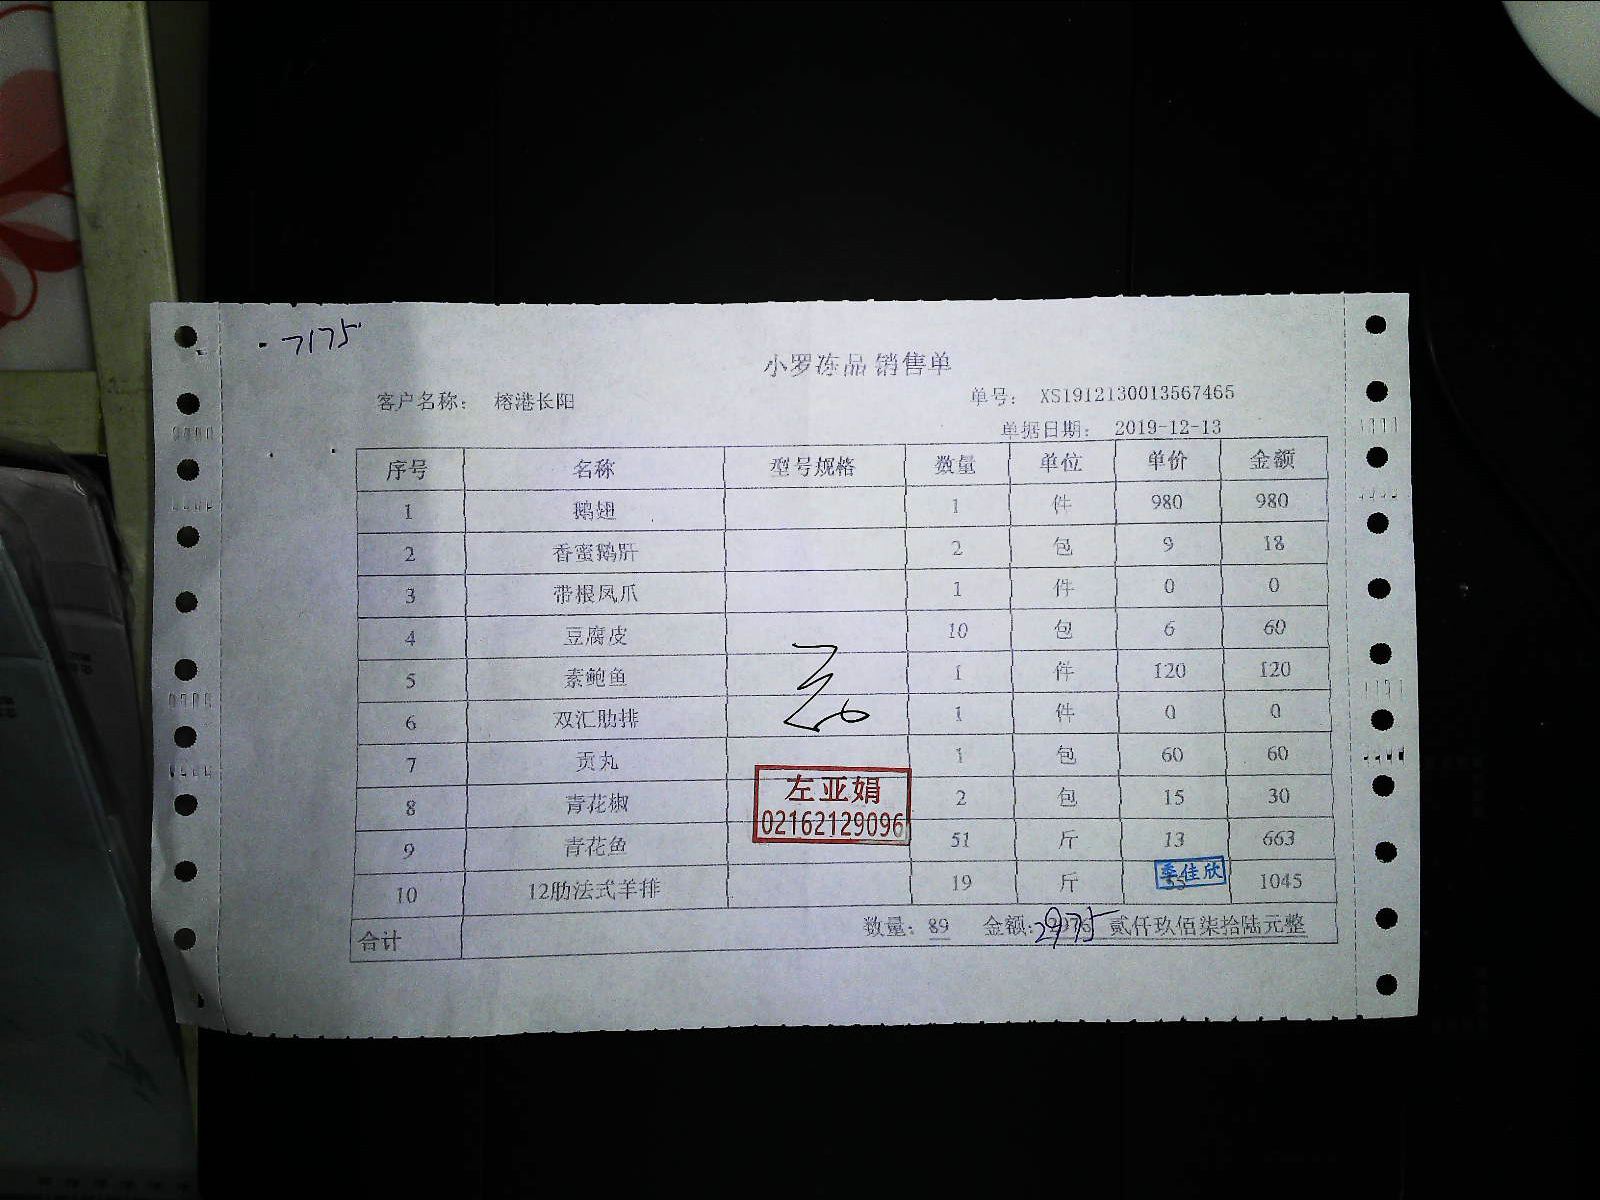 7175
小罗冻品 销售单
客户名称： 榕港长阳 单号： XS1912130013567465
单据日期： 2019-12-13
序号 名称 型号规格 数量 单位 单价 金额
1 鹅翅 1 件 980 980
2 香蜜鹅肝 2 包 9 18
3 带根凤爪 1 件 0 0
4 豆腐皮 10 包 6 60
5 素鲍鱼 1 件 120 120
6 双汇肋排 1 件 0 0
7 贡丸 1 包 60 60
8 青花椒 2 包 15 30
9 青花鱼 51 斤 13 663
10 12肋法式羊排 19 斤 55 1045
左亚娟
02162129096
季佳欣
合计 数量： 89 金额： 2975 贰仟玖佰柒拾陆元整